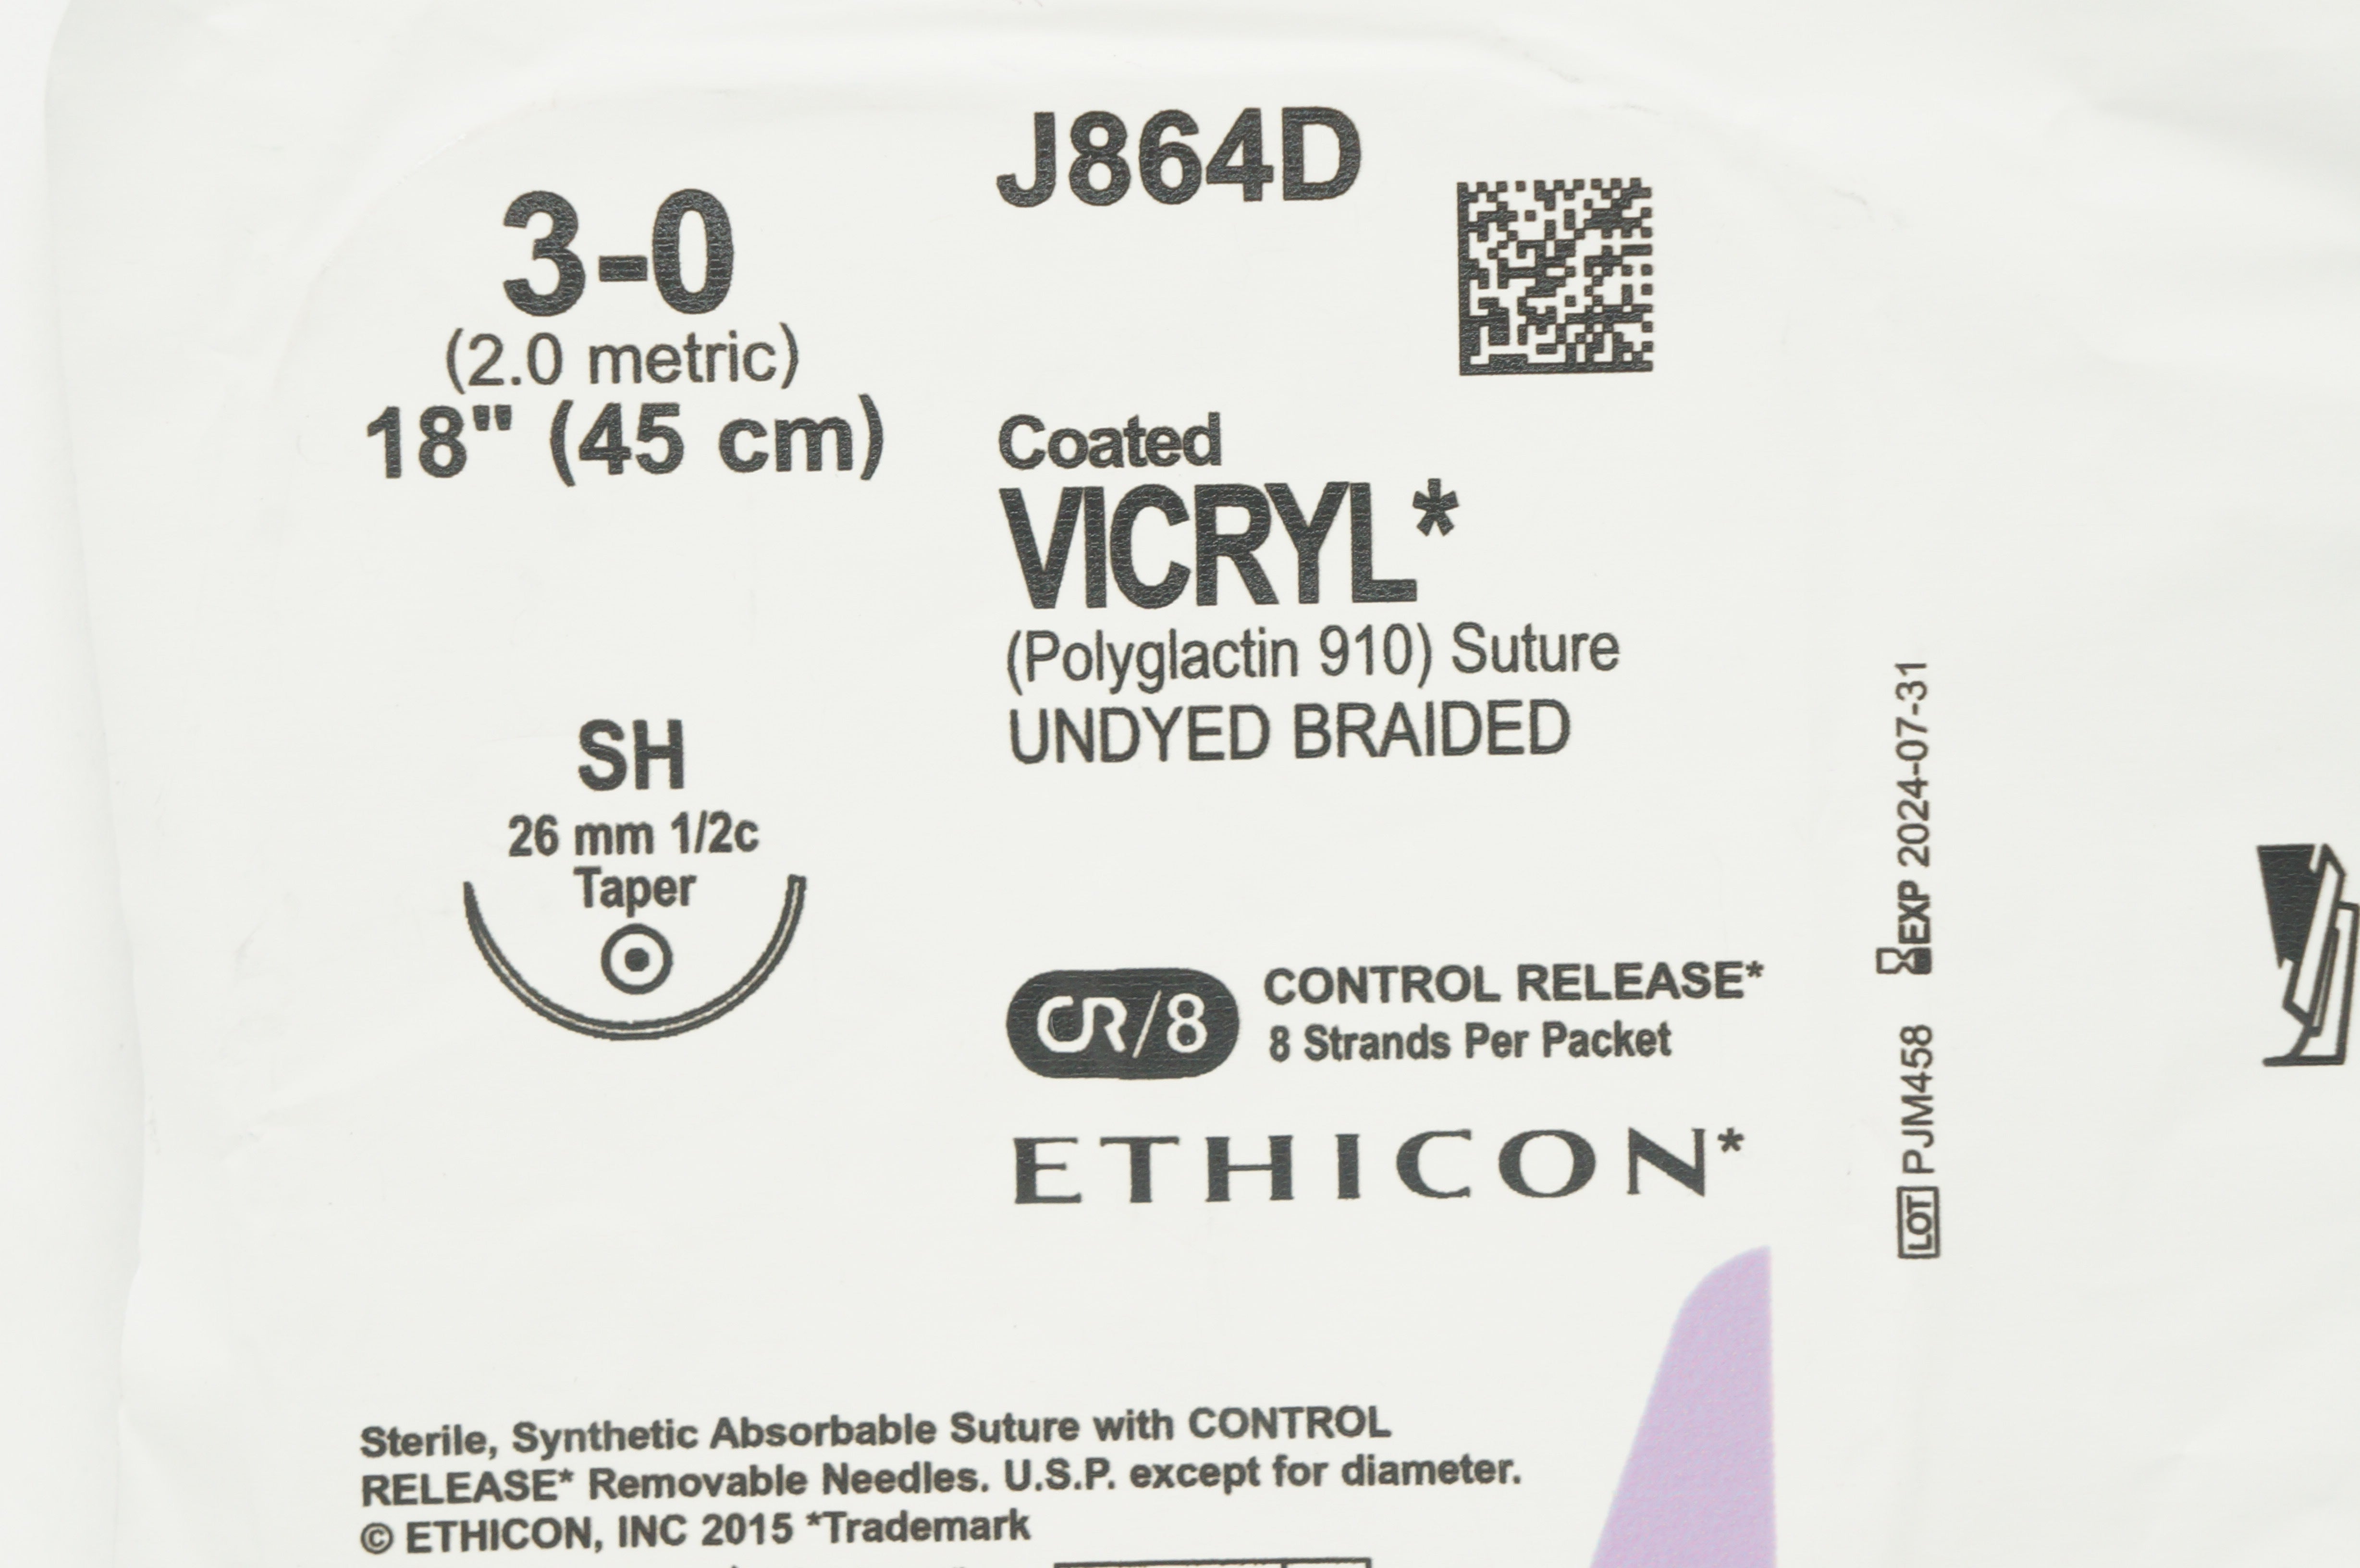 J864D
3-0
(2.0 metric)
18" (45 cm)
Coated
VICRYL*
(Polyglactin 910) Suture
UNDYED BRAIDED
SH
26 mm 1/2c
Taper
CR/8
CONTROL RELEASE*
8 Strands Per Packet
ETHICON*
LOT PJM458 EXP 2024-07-31
Sterile, Synthetic Absorbable Suture with CONTROL
RELEASE* Removable Needles. U.S.P. except for diameter.
© ETHICON, INC 2015 *Trademark